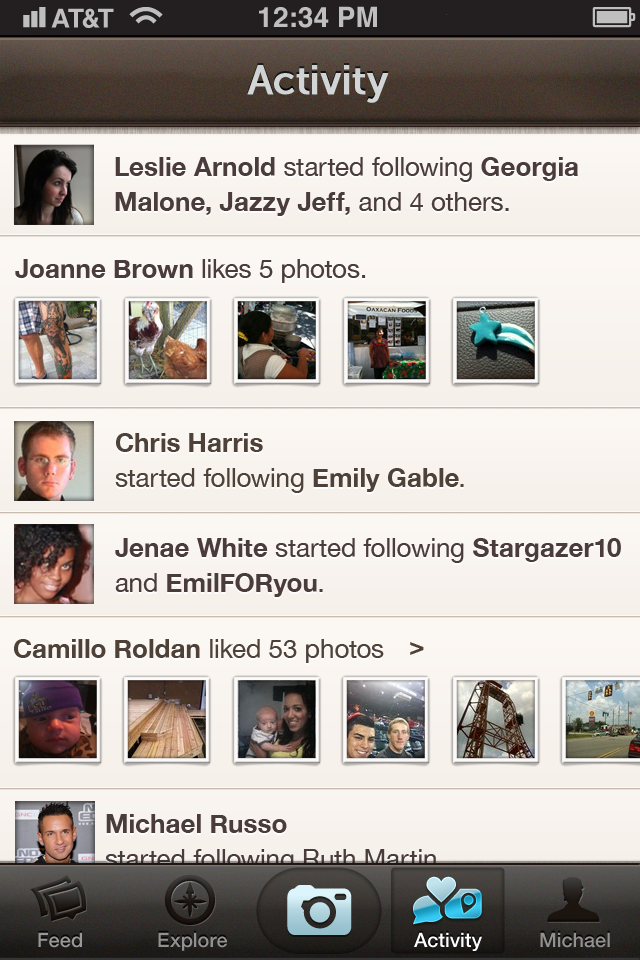 AT&T 12:34 PM
Activity
Leslie Arnold started following Georgia
Malone, Jazzy Jeff, and 4 others.
Joanne Brown likes 5 photos.
OAXACAN FOODS
Chris Harris
started following Emily Gable.
Jenae White started following Stargazer10
and EmilFORyou.
Camillo Roldan liked 53 photos >
Michael Russo
started following Ruth Martin
Feed Explore Activity Michael